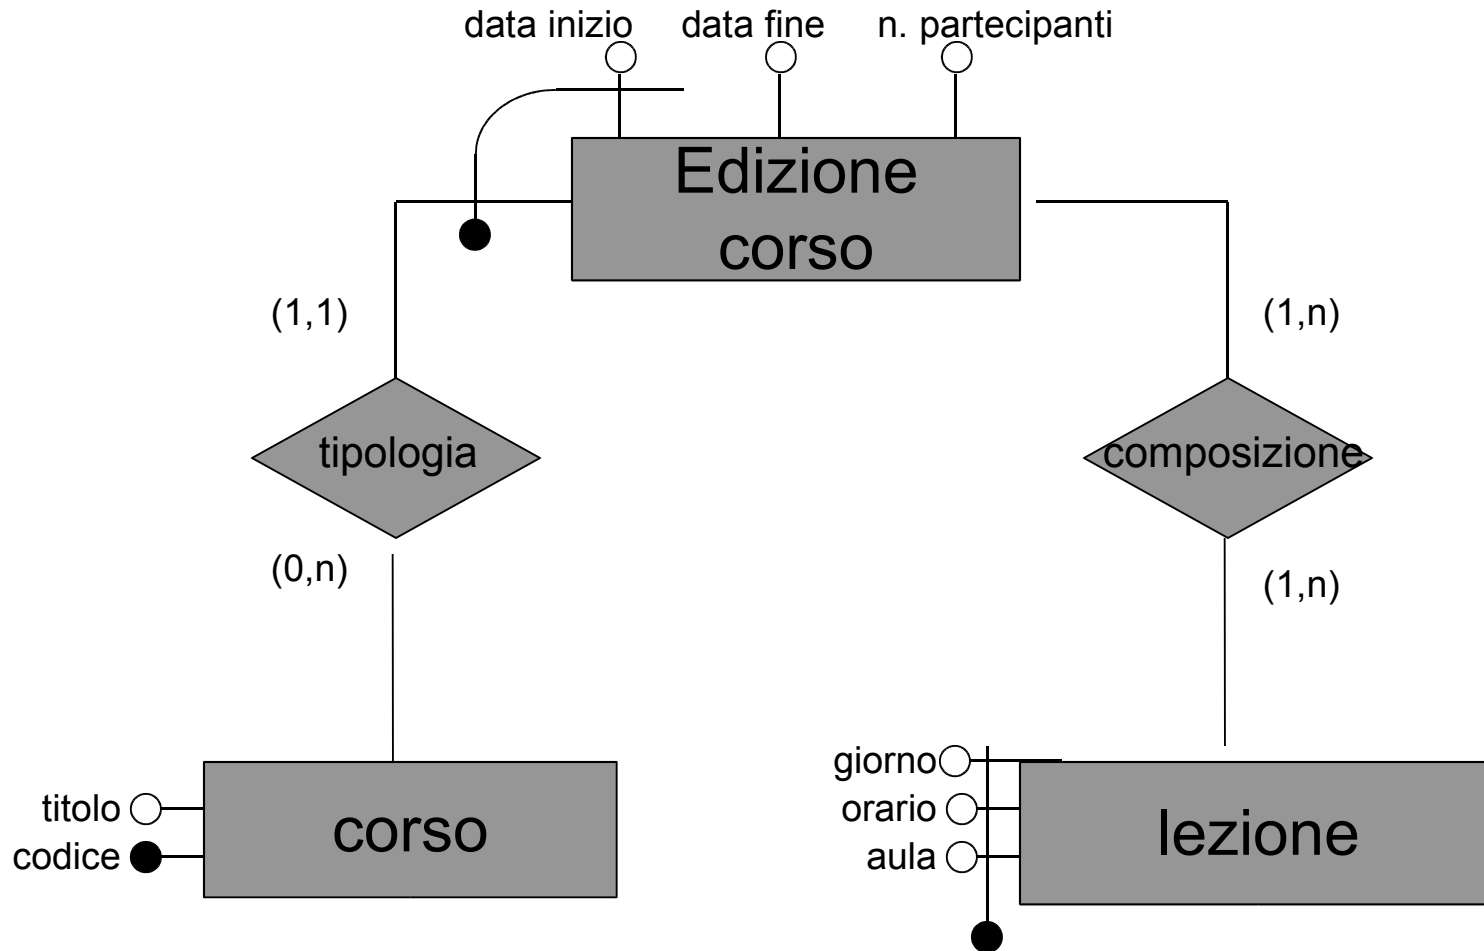 data inizio data fine n. partecipanti
Edizione
corso
(1,1) (1,n)
tipologia composizione
(0,n) (1,n)
giorno
titolo orario
corso lezione
codice aula